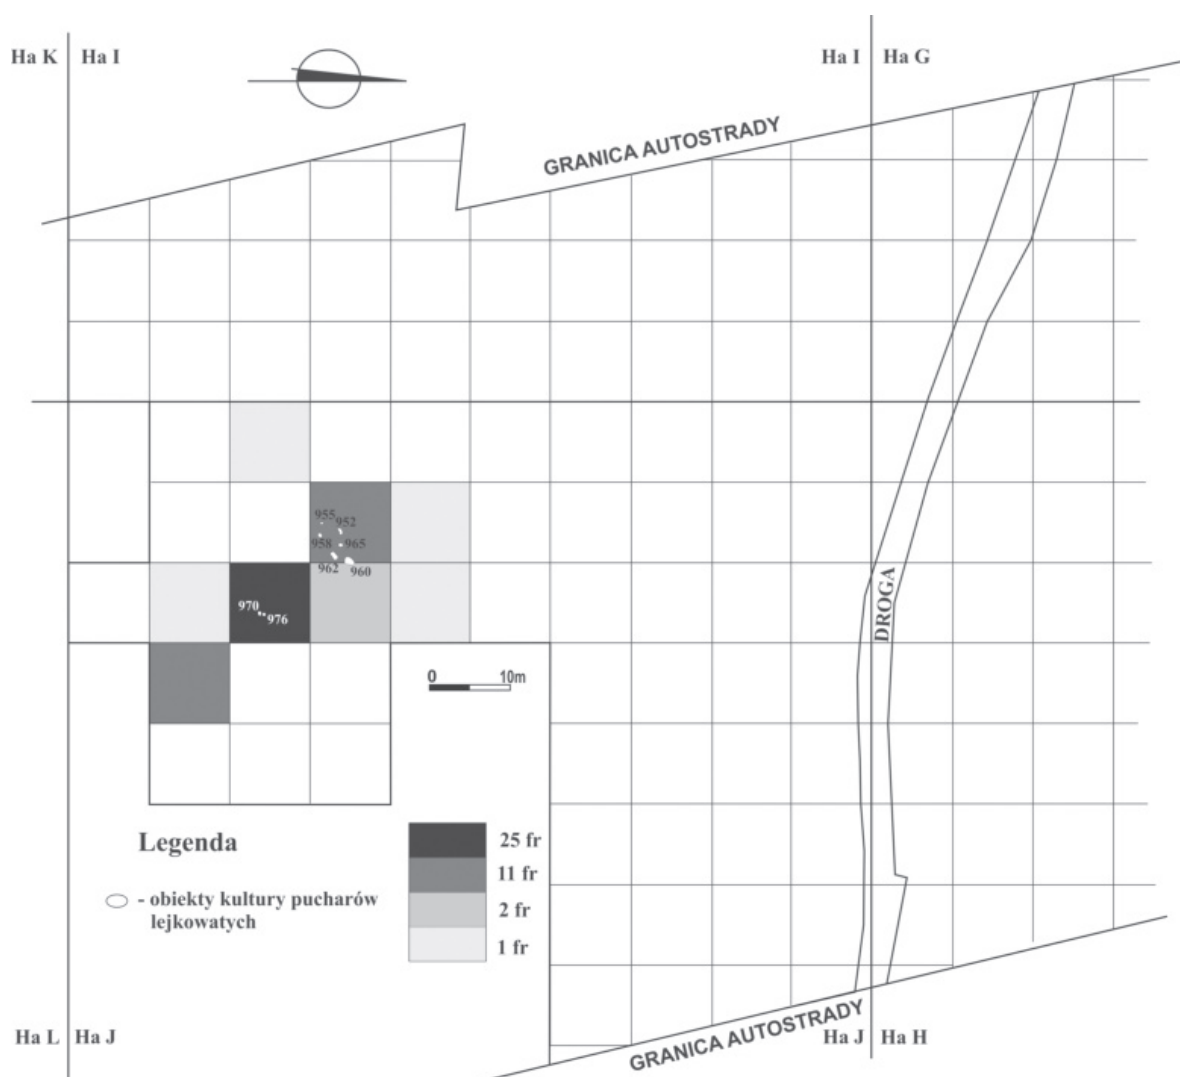 Ha K
Ha I
Ha I
Ha G
GRANICA AUTOSTRADY
955
952
958
965
962
960
970
976
DROGA
0
10m
Legenda
- obiekty kultury pucharów
lejkowatych
25 fr
11 fr
2 fr
1 fr
Ha L
Ha J
GRANICA AUTOSTRADY
Ha J
Ha H